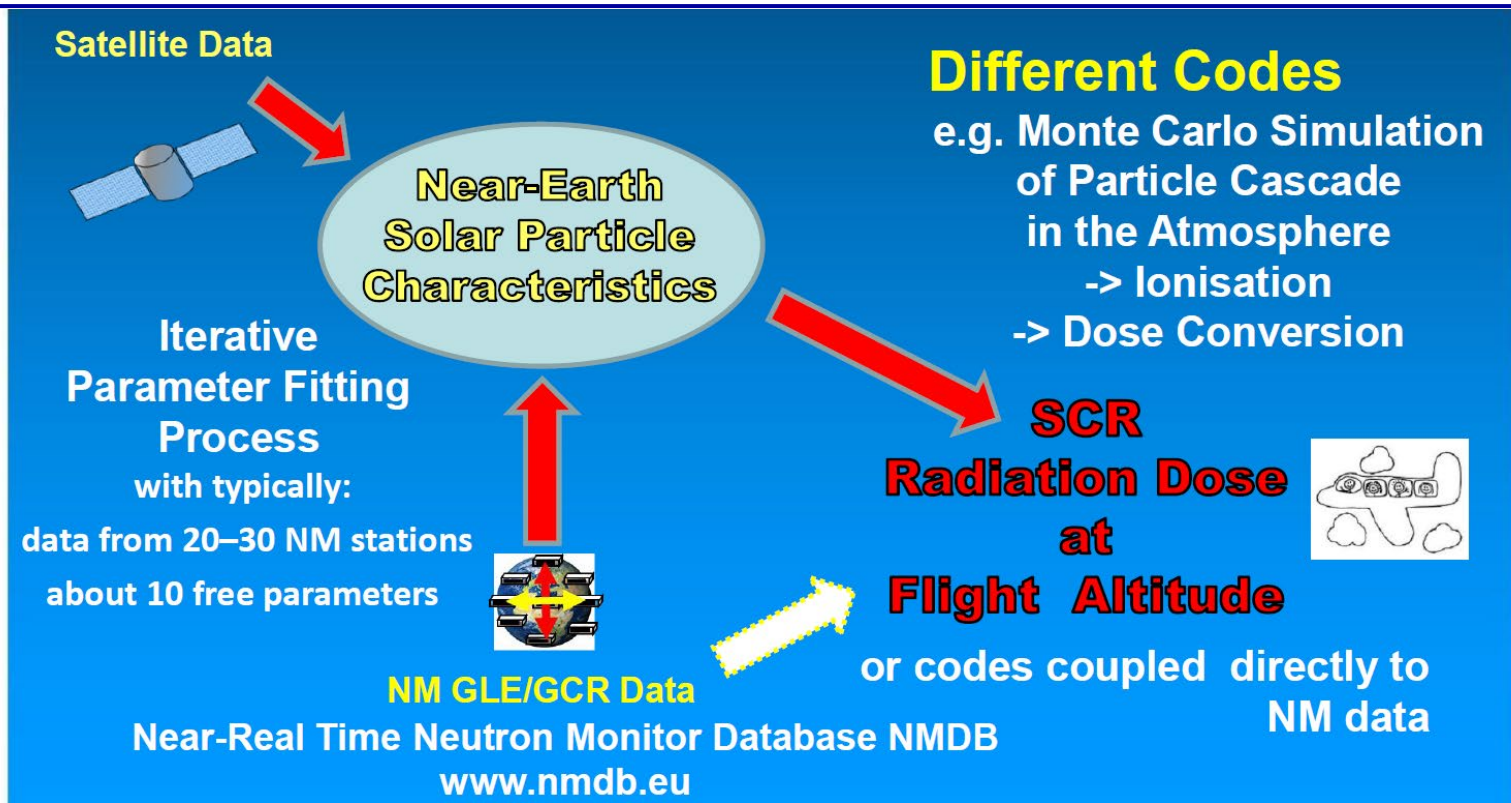 Satellite Data
Near-Earth
Solar Particle
Characteristics
Different Codes
e.g. Monte Carlo Simulation
of Particle Cascade
in the Atmosphere
-> Ionisation
-> Dose Conversion
Iterative
Parameter Fitting
Process
with typically:
data from 20–30 NM stations
about 10 free parameters
SCR
Radiation Dose
at
Flight Altitude
or codes coupled directly to
NM data
NM GLE/GCR Data
Near-Real Time Neutron Monitor Database NMDB
www.nmdb.eu